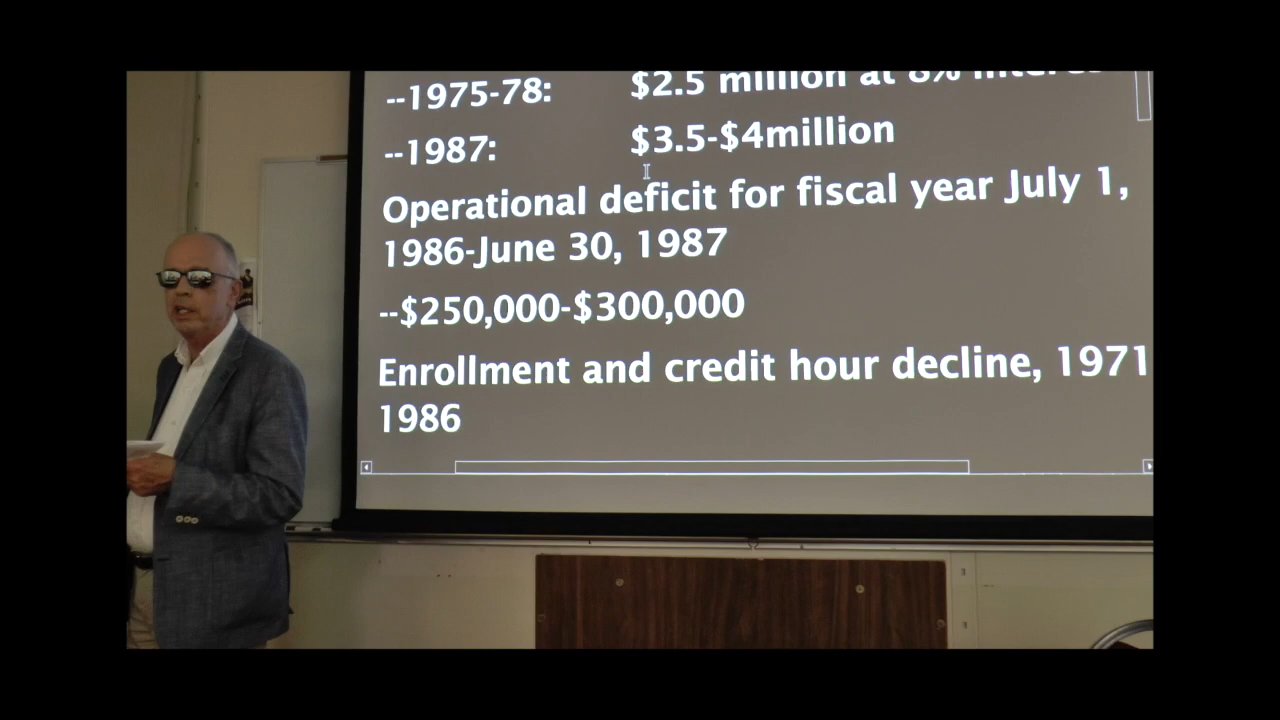 --1975-78: $2.5 million at 8% interest
--1987: $3.5-$4million
Operational deficit for fiscal year July 1,
1986-June 30, 1987
--$250,000-$300,000
Enrollment and credit hour decline, 1971
1986